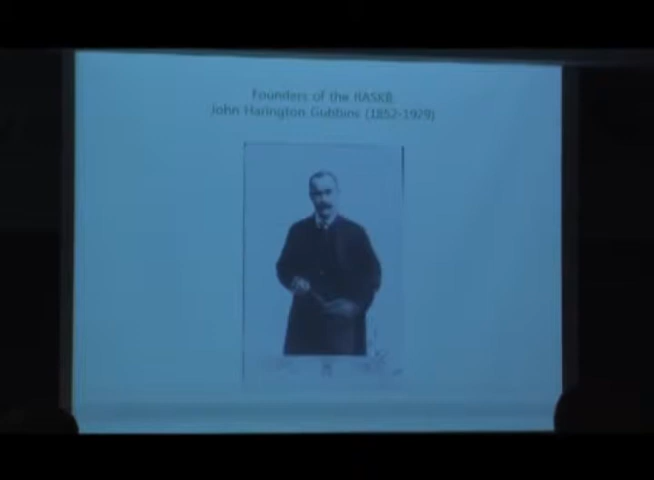 Founders of the RASKB
John Harington Gubbins (1852-1929)